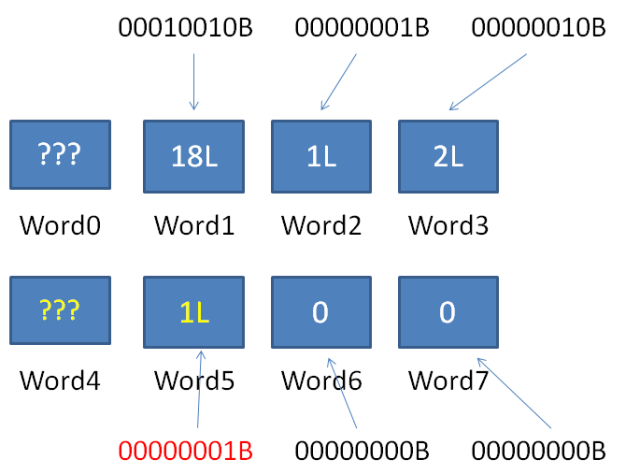 00010010B 00000001B 00000010B
??? 18L 1L 2L
Word0 Word1 Word2 Word3
??? 1L 0 0
Word4 Word5 Word6 Word7
00000001B 00000000B 00000000B